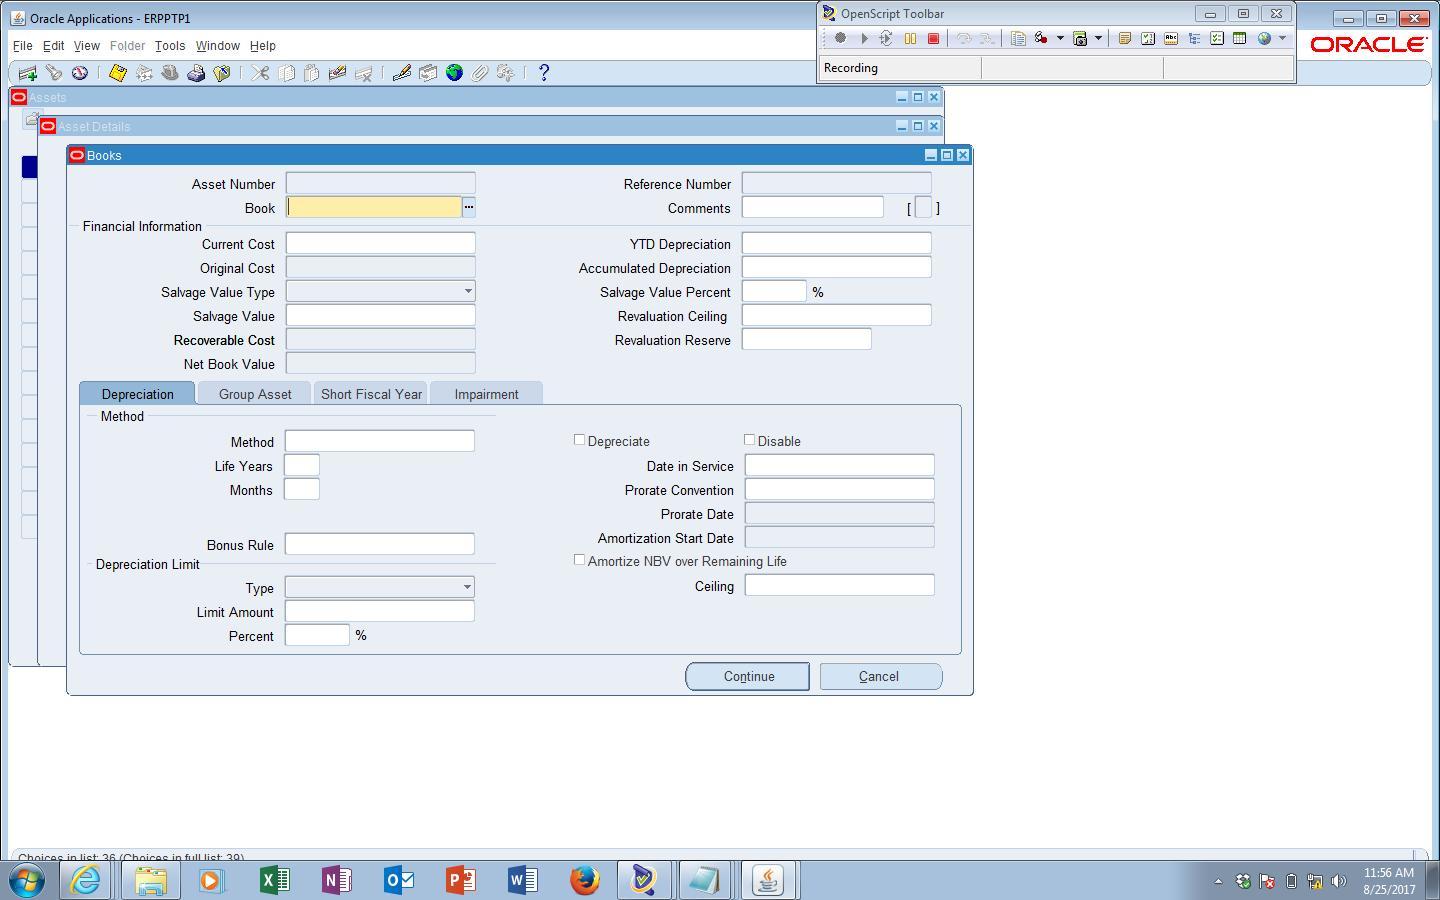 Oracle Applications - ERPPTP1
OpenScript Toolbar
File Edit View Folder Tools Window Help
ORACLE
Recording
Assets
Asset Details
Books
Asset Number
Reference Number
Book
Comments
[ ]
Financial Information
Current Cost
YTD Depreciation
Original Cost
Accumulated Depreciation
Salvage Value Type
Salvage Value Percent
%
Salvage Value
Revaluation Ceiling
Recoverable Cost
Revaluation Reserve
Net Book Value
Depreciation Group Asset Short Fiscal Year Impairment
Method
Method
Depreciate
Disable
Life Years
Date in Service
Months
Prorate Convention
Prorate Date
Amortization Start Date
Bonus Rule
Depreciation Limit
Amortize NBV over Remaining Life
Type
Ceiling
Limit Amount
Percent
%
Continue
Cancel
Choices in list: 36 (Choices in full list: 39)
11:56 AM
8/25/2017